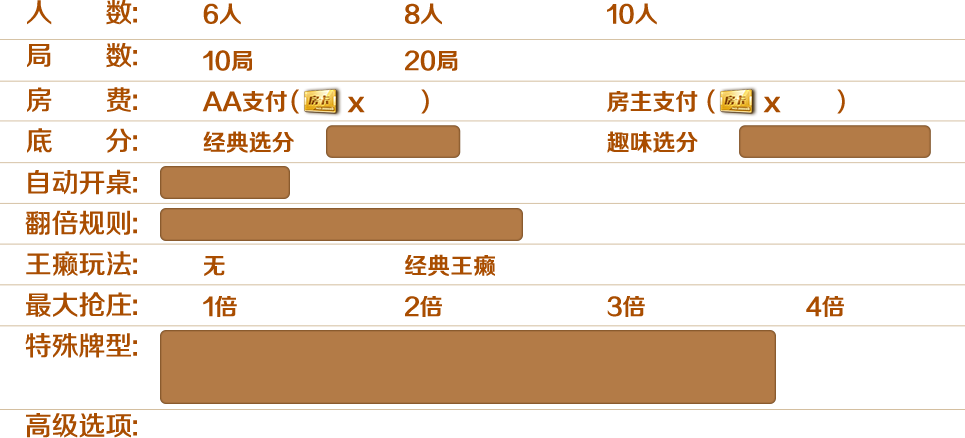 人 数: 6人 8人 10人
局 数: 10局 20局
房 费: AA支付( 房卡 x ) 房主支付 ( 房卡 x )
底 分: 经典选分 趣味选分
自动开桌:
翻倍规则:
王癞玩法: 无 经典王癞
最大抢庄: 1倍 2倍 3倍 4倍
特殊牌型:
高级选项: